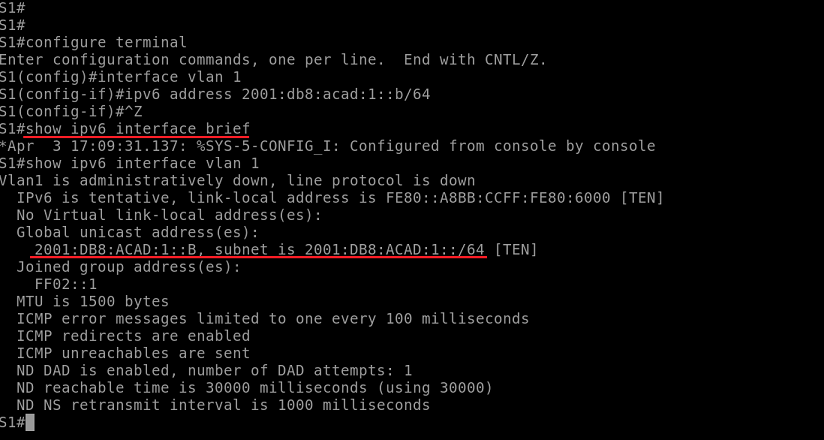 S1#
S1#
S1#configure terminal
Enter configuration commands, one per line.  End with CNTL/Z.
S1(config)#interface vlan 1
S1(config-if)#ipv6 address 2001:db8:acad:1::b/64
S1(config-if)#^Z
S1#show ipv6 interface brief
*Apr  3 17:09:31.137: %SYS-5-CONFIG_I: Configured from console by console
S1#show ipv6 interface vlan 1
Vlan1 is administratively down, line protocol is down
  IPv6 is tentative, link-local address is FE80::A8BB:CCFF:FE80:6000 [TEN]
  No Virtual link-local address(es):
  Global unicast address(es):
    2001:DB8:ACAD:1::B, subnet is 2001:DB8:ACAD:1::/64 [TEN]
  Joined group address(es):
    FF02::1
  MTU is 1500 bytes
  ICMP error messages limited to one every 100 milliseconds
  ICMP redirects are enabled
  ICMP unreachables are sent
  ND DAD is enabled, number of DAD attempts: 1
  ND reachable time is 30000 milliseconds (using 30000)
  ND NS retransmit interval is 1000 milliseconds
S1#